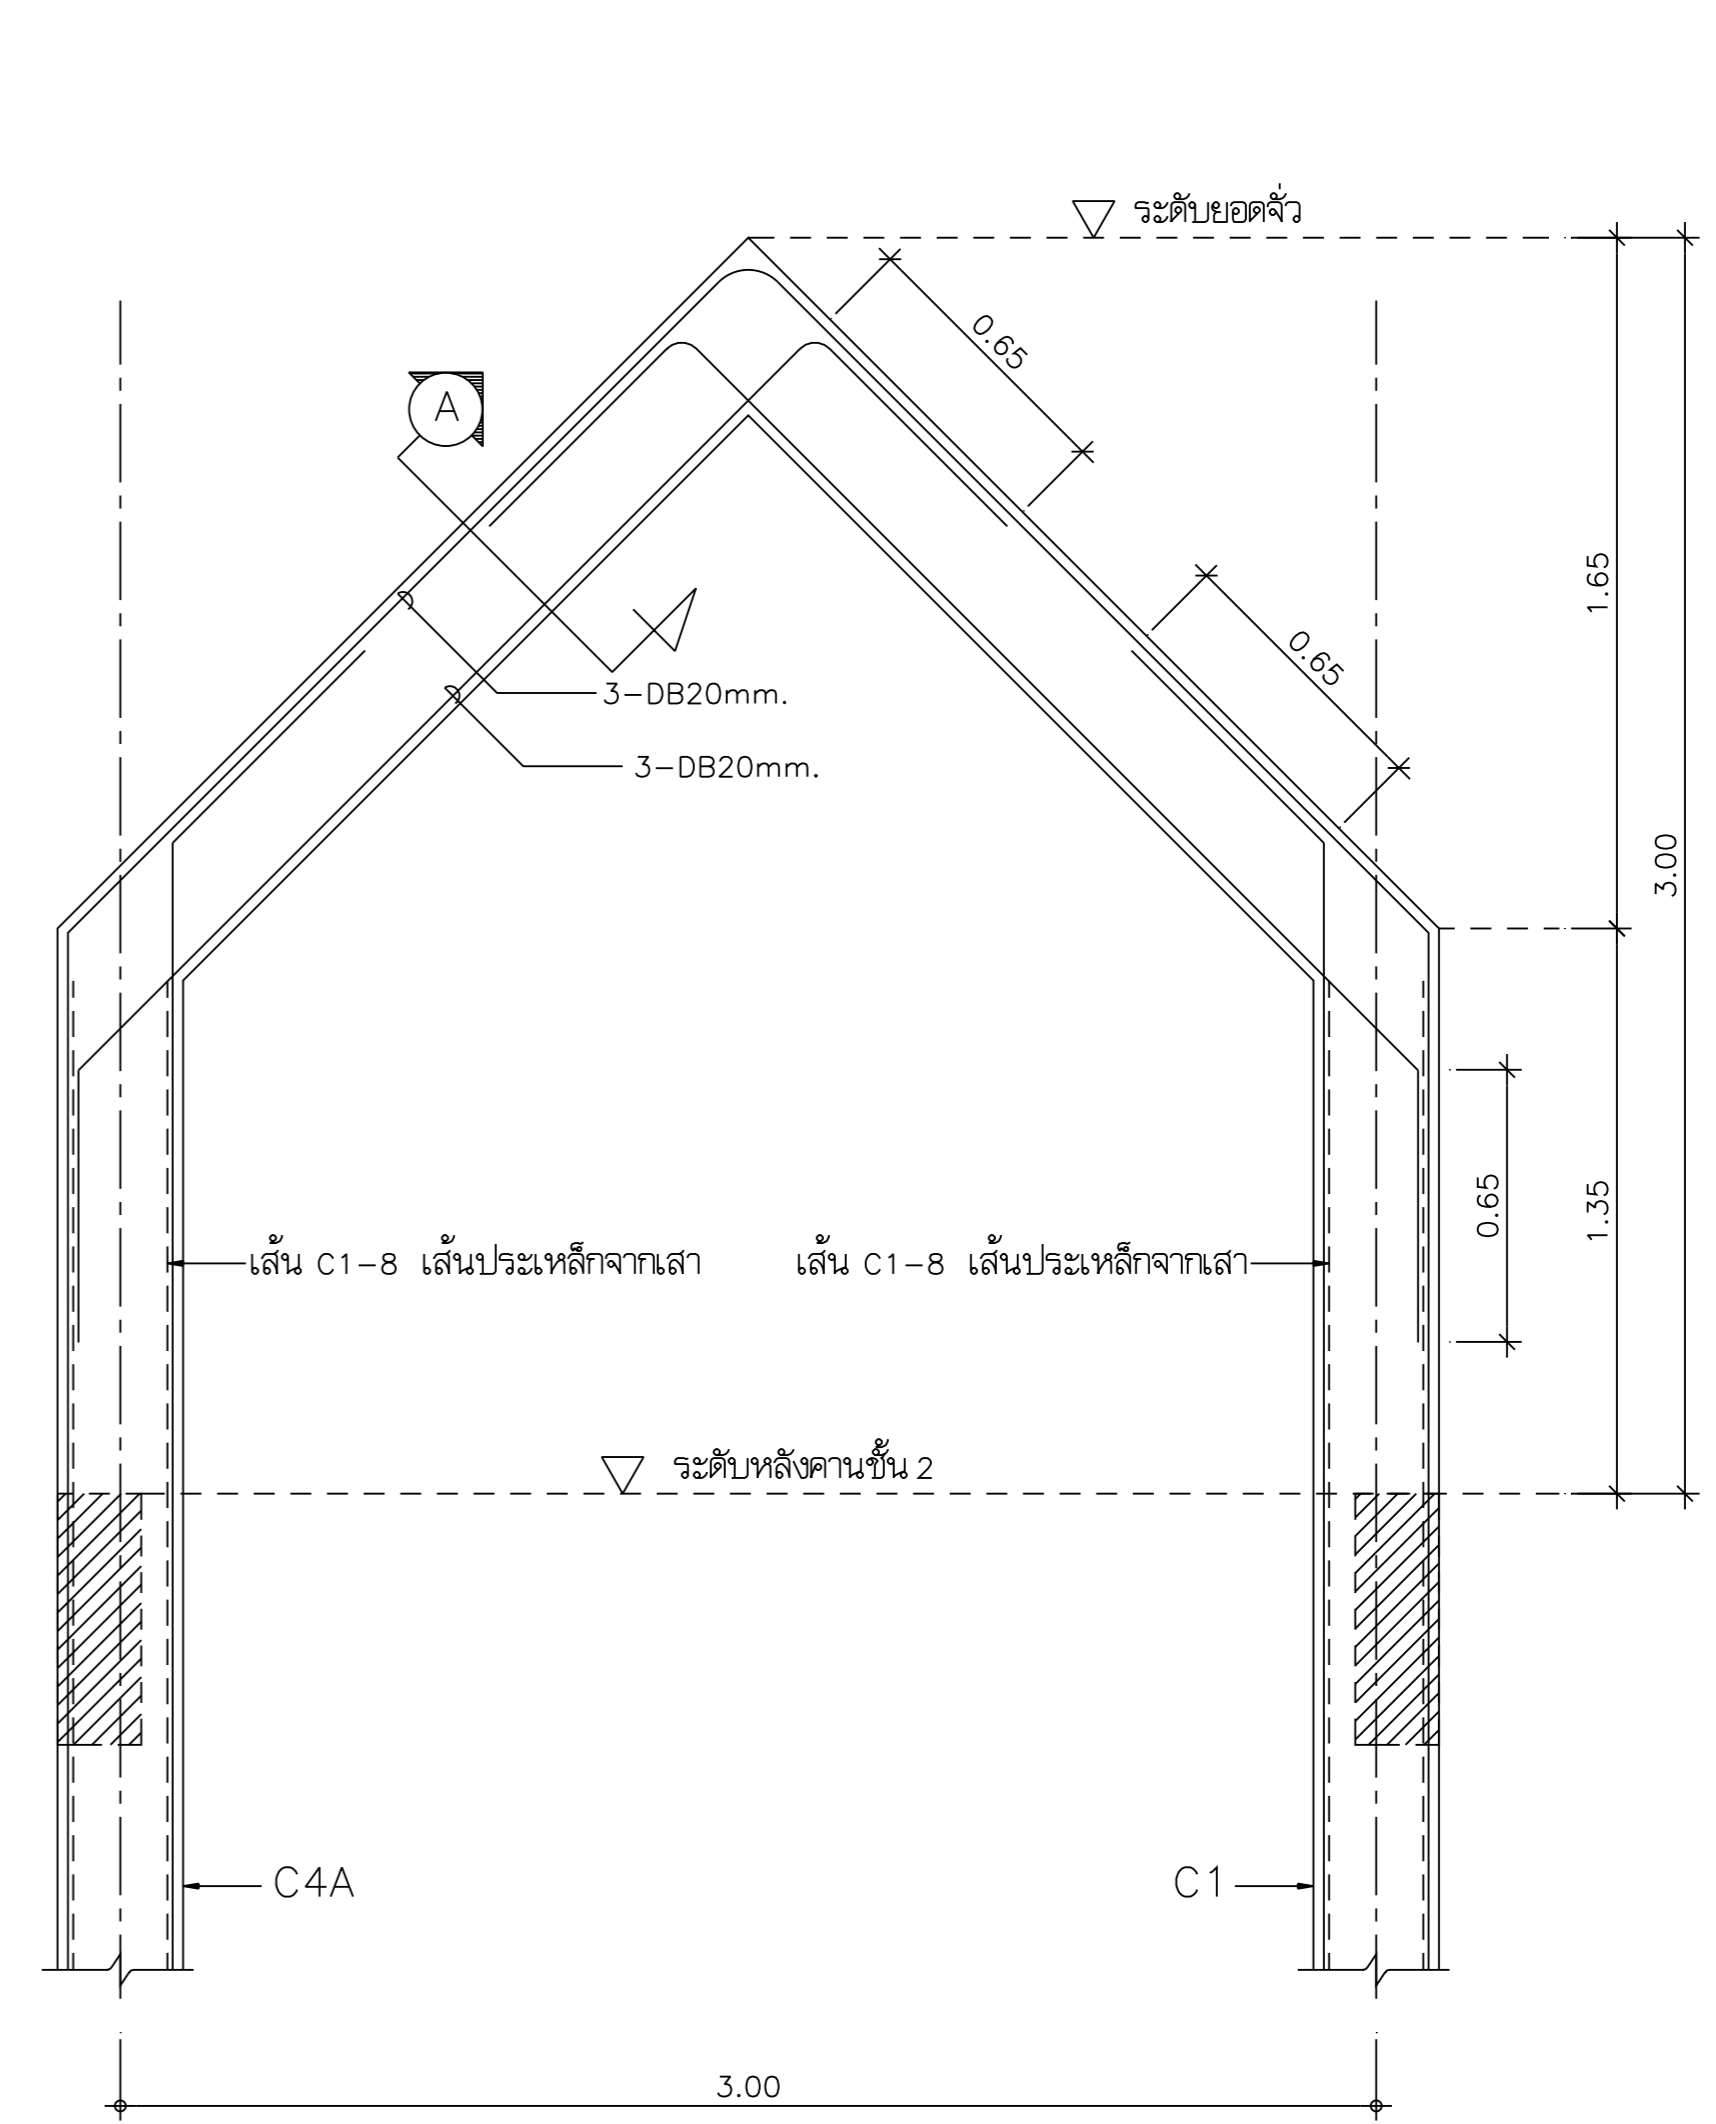 ระดับยอดจั่ว
0.65
A
1.65
0.65
3-DB20mm.
3-DB20mm.
3.00
0.65
1.35
เส้น C1-8 เส้นประเหล็กจากเสา
เส้น C1-8 เส้นประเหล็กจากเสา
ระดับหลังคานชั้น 2
C4A
C1
3.00